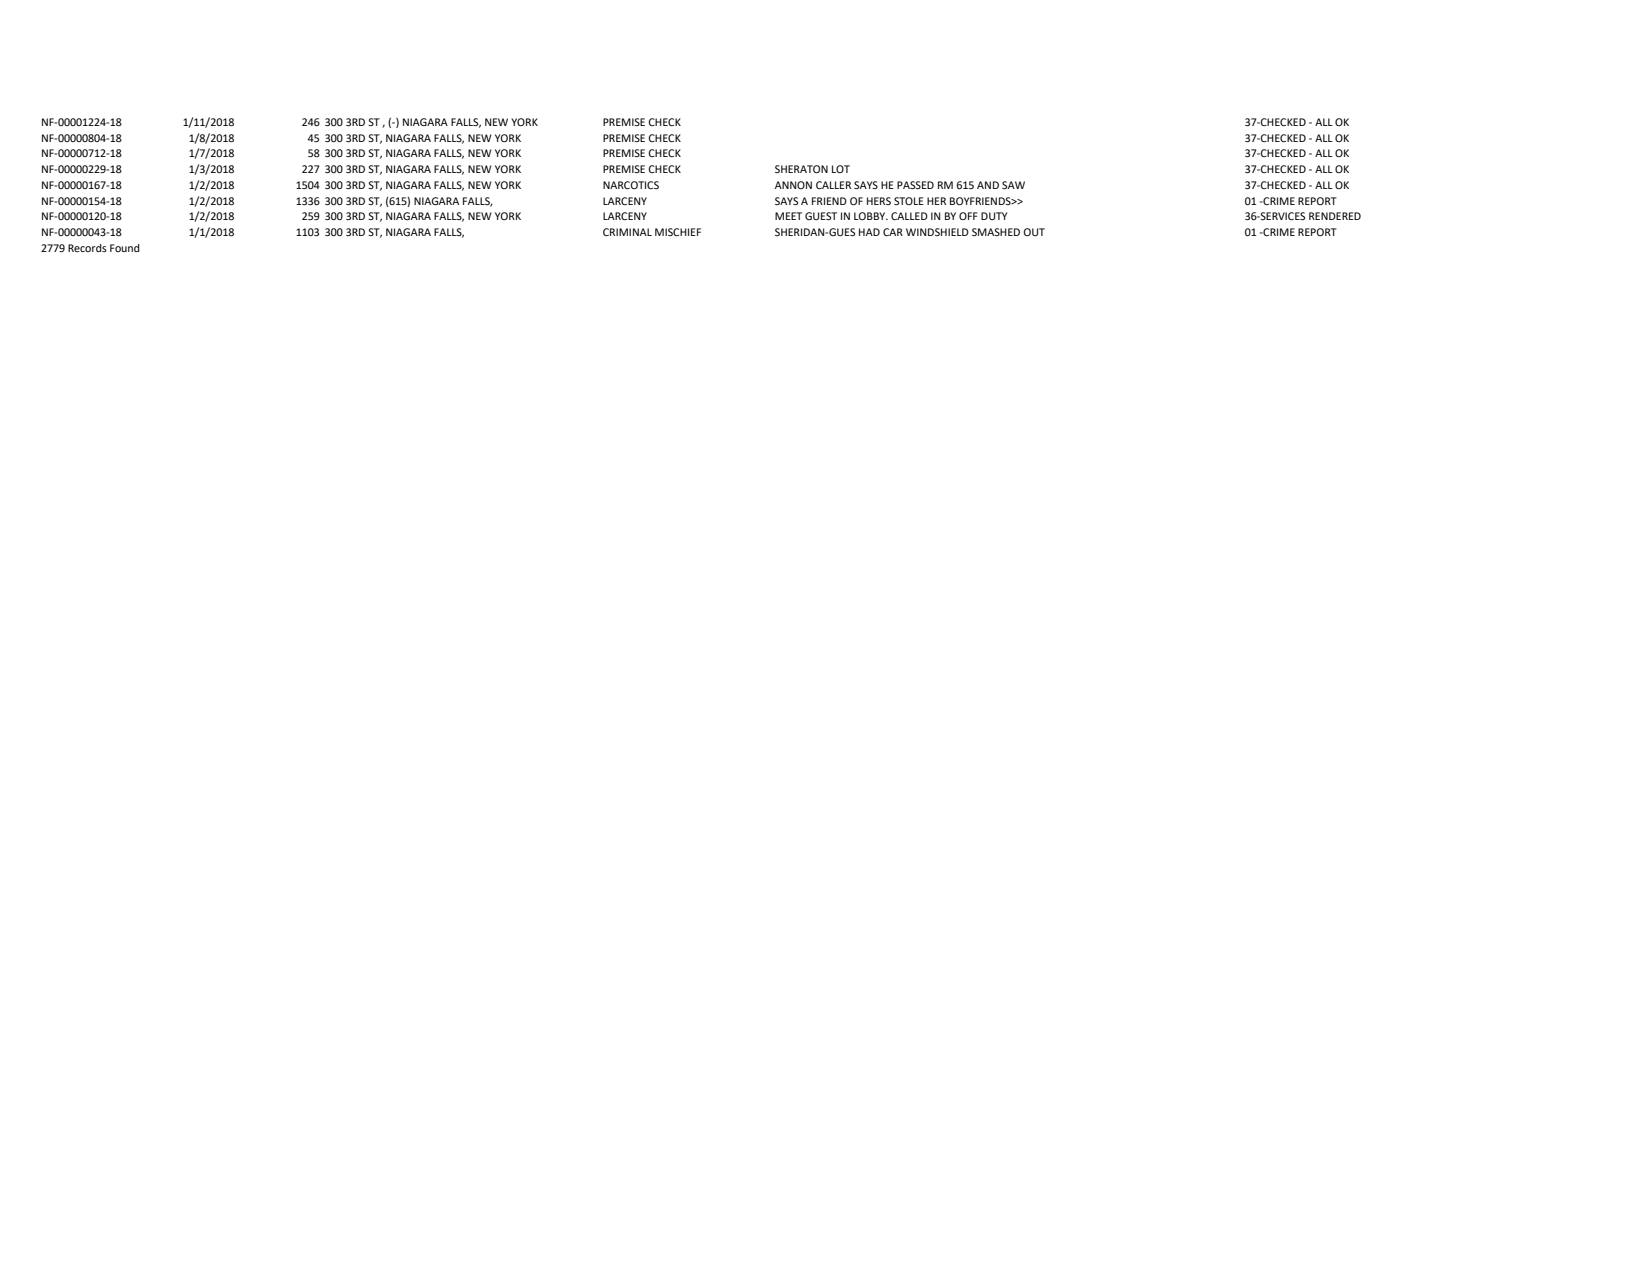 NF-00001224-18 1/11/2018 246 300 3RD ST , (-) NIAGARA FALLS, NEW YORK PREMISE CHECK 37-CHECKED - ALL OK
NF-00000804-18 1/8/2018 45 300 3RD ST, NIAGARA FALLS, NEW YORK PREMISE CHECK 37-CHECKED - ALL OK
NF-00000712-18 1/7/2018 58 300 3RD ST, NIAGARA FALLS, NEW YORK PREMISE CHECK 37-CHECKED - ALL OK
NF-00000229-18 1/3/2018 227 300 3RD ST, NIAGARA FALLS, NEW YORK PREMISE CHECK SHERATON LOT 37-CHECKED - ALL OK
NF-00000167-18 1/2/2018 1504 300 3RD ST, NIAGARA FALLS, NEW YORK NARCOTICS ANNON CALLER SAYS HE PASSED RM 615 AND SAW 37-CHECKED - ALL OK
NF-00000154-18 1/2/2018 1336 300 3RD ST, (615) NIAGARA FALLS, LARCENY SAYS A FRIEND OF HERS STOLE HER BOYFRIENDS>> 01 -CRIME REPORT
NF-00000120-18 1/2/2018 259 300 3RD ST, NIAGARA FALLS, NEW YORK LARCENY MEET GUEST IN LOBBY. CALLED IN BY OFF DUTY 36-SERVICES RENDERED
NF-00000043-18 1/1/2018 1103 300 3RD ST, NIAGARA FALLS, CRIMINAL MISCHIEF SHERIDAN-GUES HAD CAR WINDSHIELD SMASHED OUT 01 -CRIME REPORT
2779 Records Found